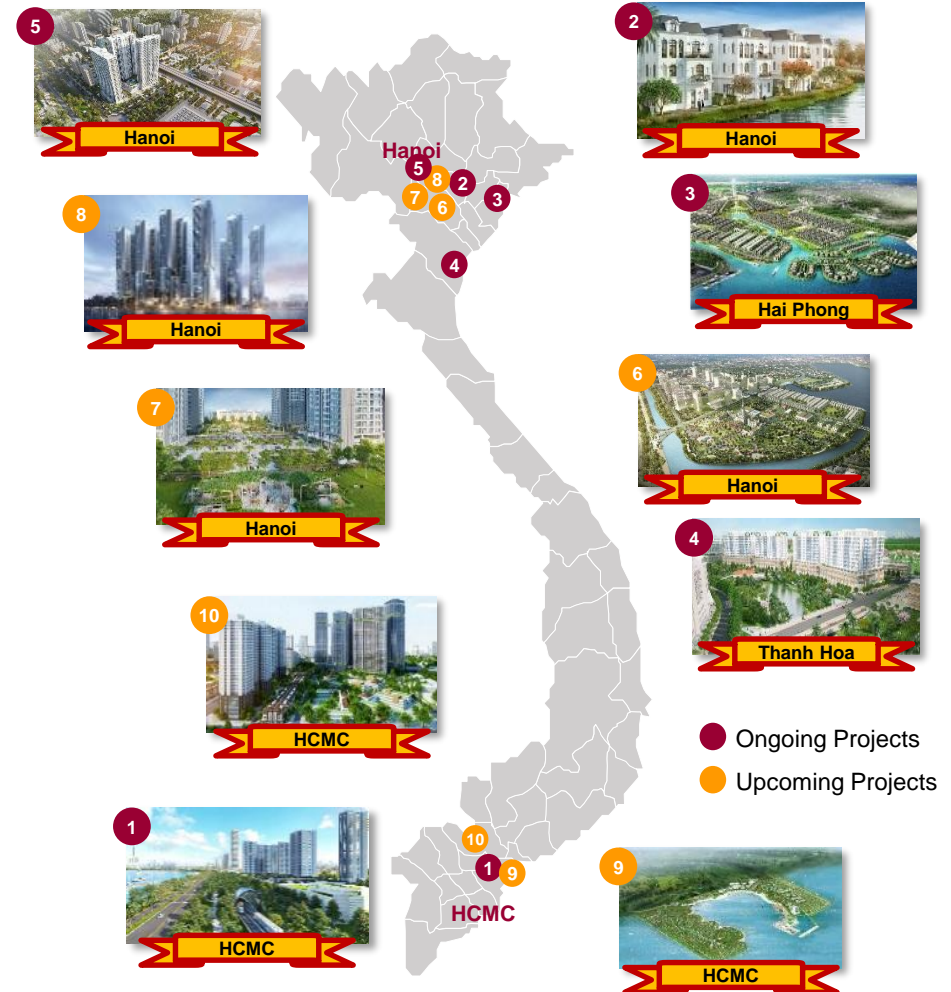 5
Hanoi
2
Hanoi
Hanoi
5
8
2
7
6
3
4
8
Hanoi
3
Hai Phong
7
Hanoi
6
Hanoi
4
Thanh Hoa
10
HCMC
Ongoing Projects
Upcoming Projects
1
HCMC
10
1
9
HCMC
9
HCMC